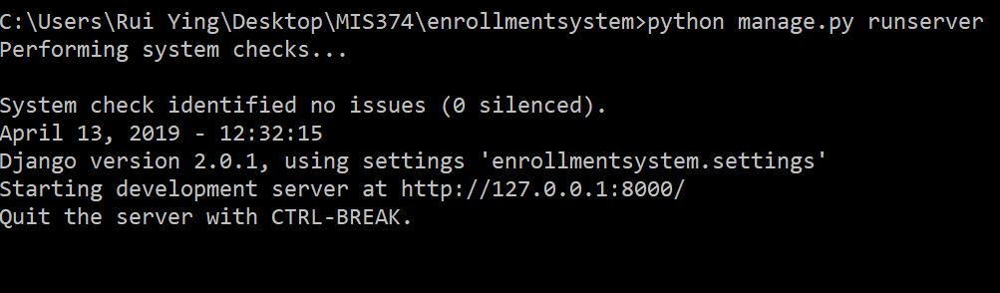 C:\Users\Rui Ying\Desktop\MIS374\enrollmentsystem>python manage.py runserver
Performing system checks...
System check identified no issues (0 silenced).
April 13, 2019 - 12:32:15
Django version 2.0.1, using settings 'enrollmentsystem.settings'
Starting development server at http://127.0.0.1:8000/
Quit the server with CTRL-BREAK.